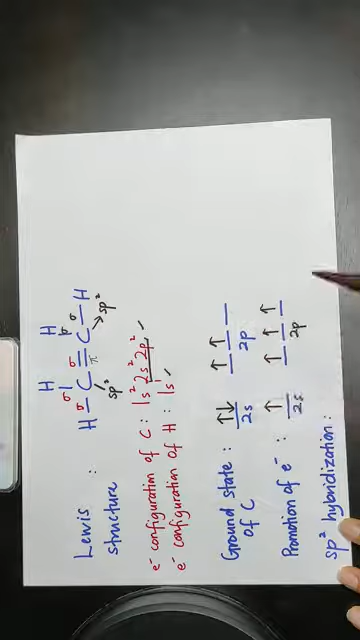 H H
σ σ σ σ
Lewis : H — C = C — H
structure π
sp² sp²
e⁻ configuration of C : 1s² 2s² 2p² ✓
e⁻ configuration of H : 1s¹ ✓
Ground state : ↑↓ ↑ ↑
of C 2s 2p
Promotion of e⁻ : ↑ ↑ ↑ ↑
2s 2p
sp² hybridization :